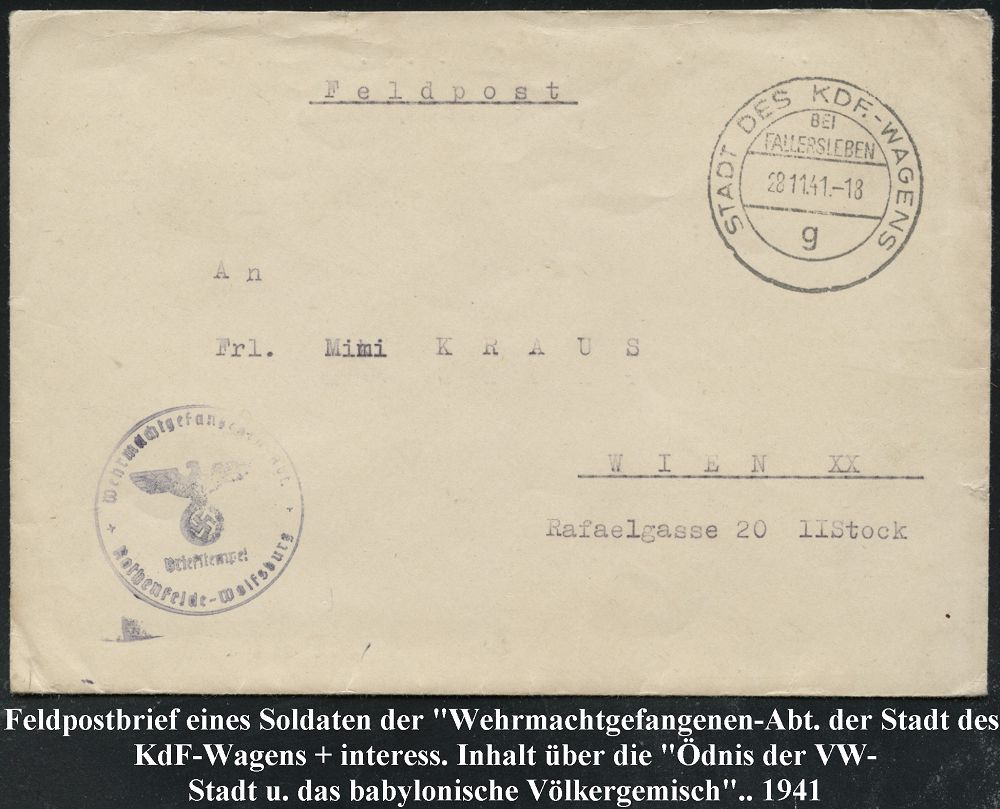 F e l d p o s t
STADT DES KDF.-WAGENS
BEI
FALLERSLEBEN
28.11.41.-18
g
A n
Frl. Mimi K R A U S
W I E N XX
Rafaelgasse 20 IIStock
Briefstempel
Rothenfelde-Wolfsburg
Feldpostbrief eines Soldaten der "Wehrmachtgefangenen-Abt. der Stadt des
KdF-Wagens + interess. Inhalt über die "Ödnis der VW-
Stadt u. das babylonische Völkergemisch".. 1941